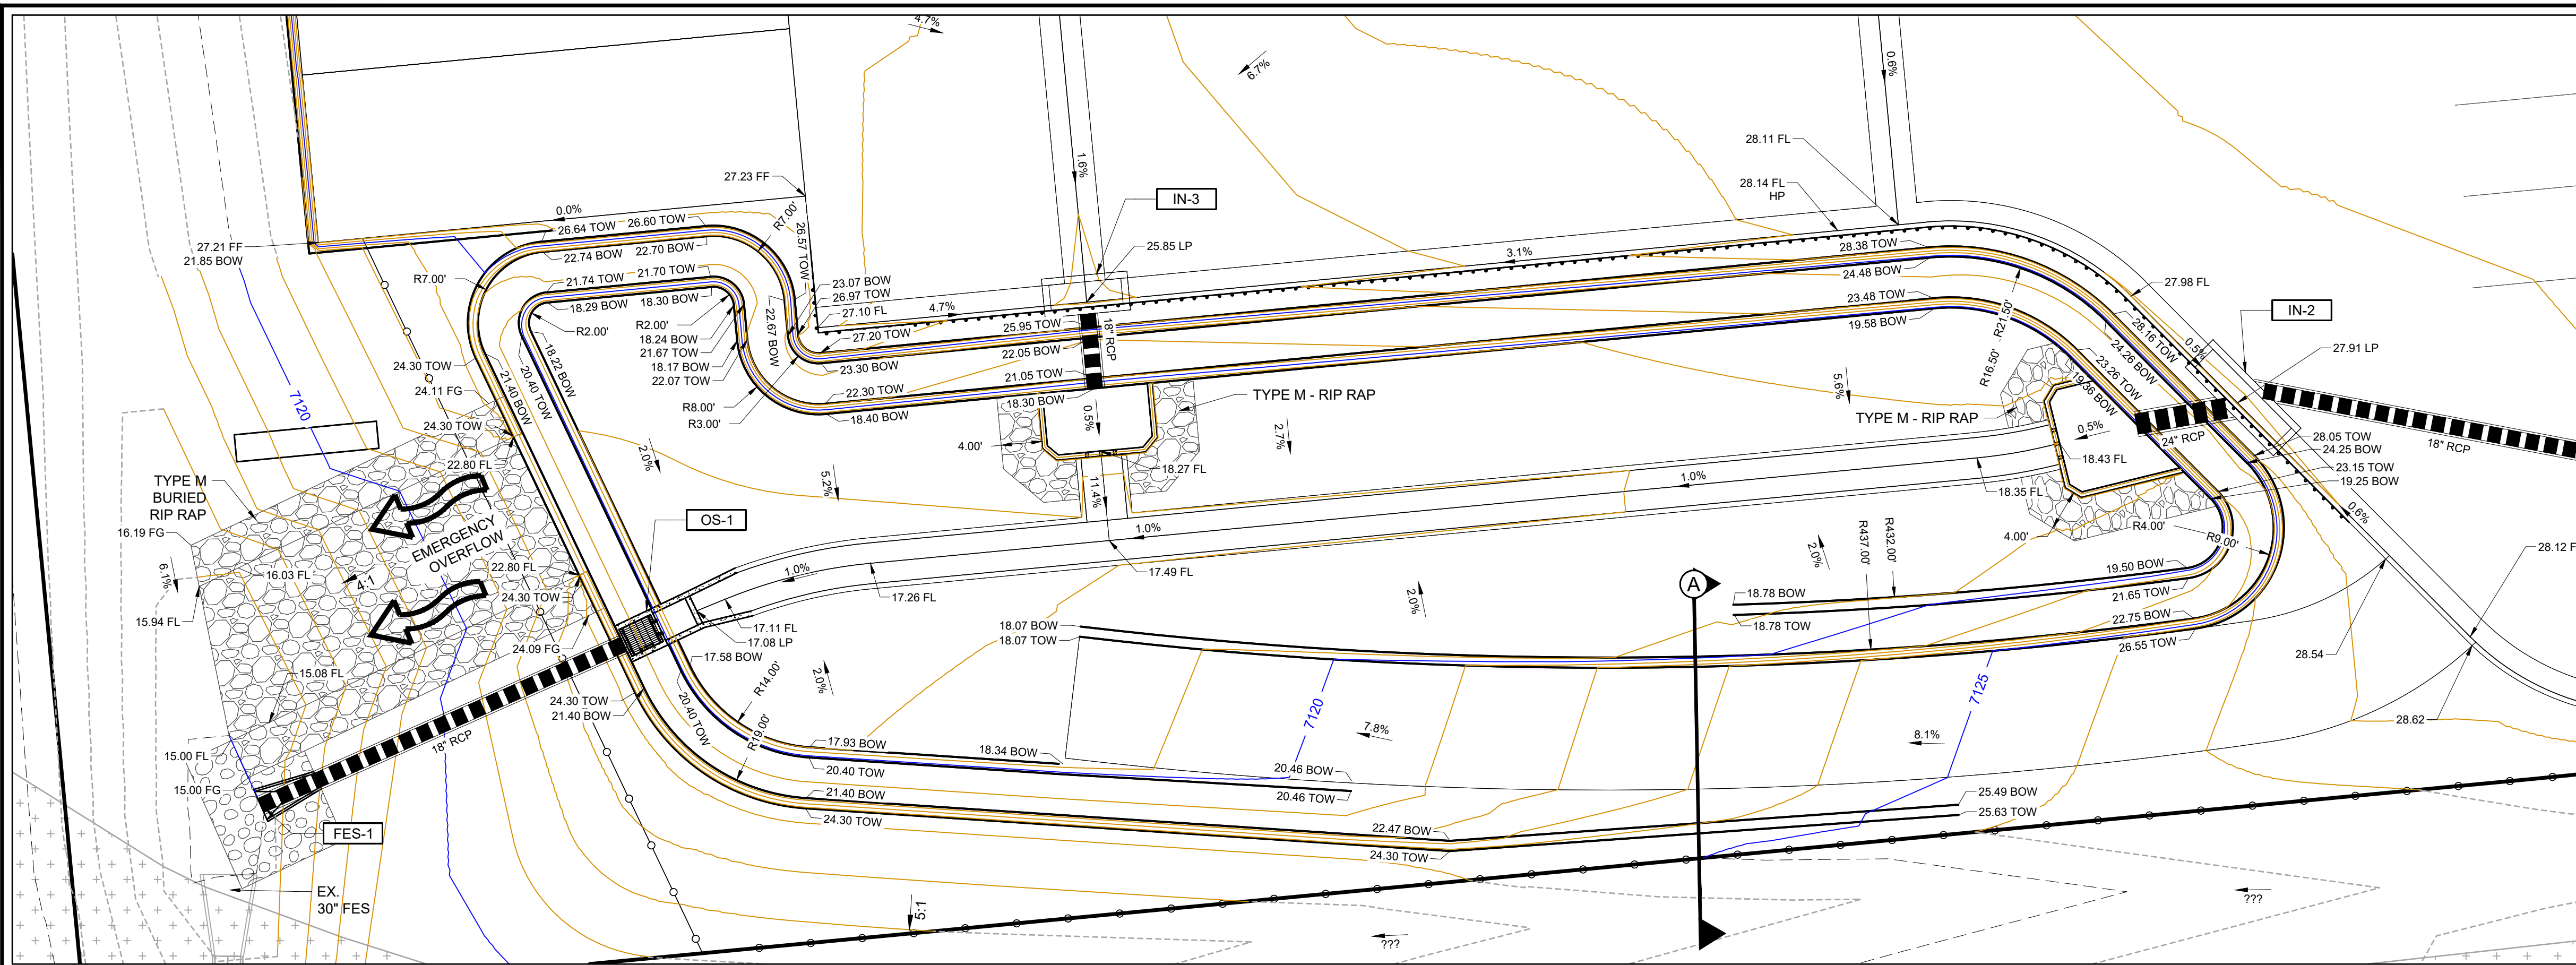 4.7%
6.7%
0.6%
1.6%
28.11 FL
28.14 FL
HP
27.23 FF
IN-3
25.85 LP
0.0%
26.64 TOW
26.60 TOW
R7.00'
26.57 TOW
27.21 FF
21.85 BOW
22.74 BOW
22.70 BOW
R7.00'
21.74 TOW
21.70 TOW
18.29 BOW
18.30 BOW
R2.00'
R2.00'
18.24 BOW
21.67 TOW
18.17 BOW
22.07 TOW
22.67 BOW
23.07 BOW
26.97 TOW
27.10 FL
4.7%
27.20 TOW
25.95 TOW
18" RCP
22.05 BOW
23.30 BOW
3.1%
28.38 TOW
24.48 BOW
23.48 TOW
19.58 BOW
R21.50'
R16.50'
27.98 FL
IN-2
27.91 LP
0.5%
28.16 TOW
24.26 BOW
23.26 TOW
19.36 BOW
24.30 TOW
24.11 FG
24.30 TOW
21.40 BOW
20.40 TOW
18.22 BOW
7120
R8.00'
R3.00'
22.30 TOW
18.40 BOW
21.05 TOW
18.30 BOW
0.5%
TYPE M - RIP RAP
4.00'
18.27 FL
2.7%
5.6%
TYPE M - RIP RAP
0.5%
24" RCP
18" RCP
28.05 TOW
24.25 BOW
23.15 TOW
19.25 BOW
18.43 FL
18.35 FL
4.00'
R4.00'
R9.00'
0.6%
28.12 F
22.80 FL
TYPE M
BURIED
RIP RAP
16.19 FG
EMERGENCY
OVERFLOW
22.80 FL
24.30 TOW
16.03 FL
4:1
6.1%
15.94 FL
24.09 FG
15.08 FL
2.0%
5.2%
OS-1
11.4%
1.0%
1.0%
1.0%
17.49 FL
17.26 FL
17.11 FL
17.08 LP
17.58 BOW
2.0%
R14.00'
R19.00'
20.40 TOW
24.30 TOW
21.40 BOW
18" RCP
15.00 FL
15.00 FG
FES-1
EX.
30" FES
18.07 BOW
18.07 TOW
2.0%
A
R437.00'
R432.00'
2.0%
18.78 BOW
18.78 TOW
19.50 BOW
21.65 TOW
22.75 BOW
26.55 TOW
28.54
28.62
7120
7125
7.8%
8.1%
17.93 BOW
18.34 BOW
20.40 TOW
20.46 BOW
20.46 TOW
21.40 BOW
24.30 TOW
22.47 BOW
24.30 TOW
25.49 BOW
25.63 TOW
5:1
???
???